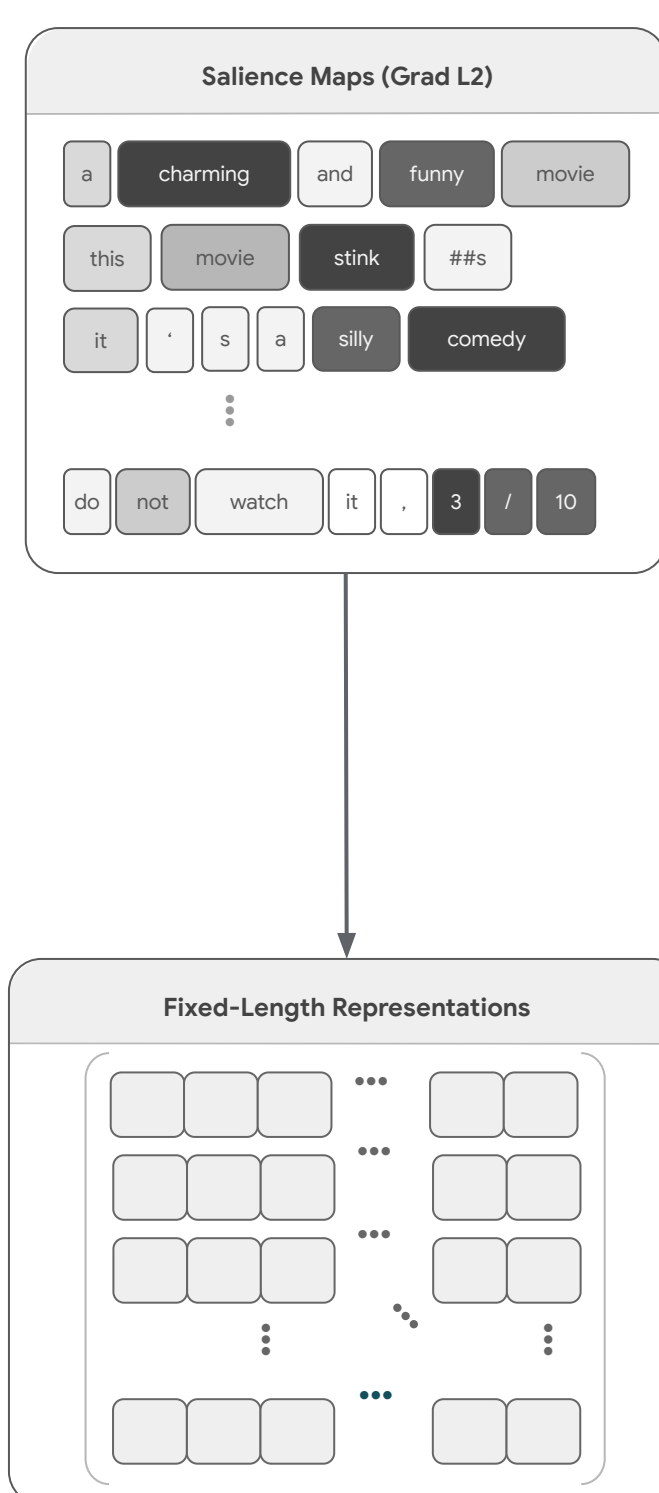 Salience Maps (Grad L2)
a charming and funny movie
this movie stink ##s
it ‘ s a silly comedy
do not watch it , 3 / 10
Fixed-Length Representations